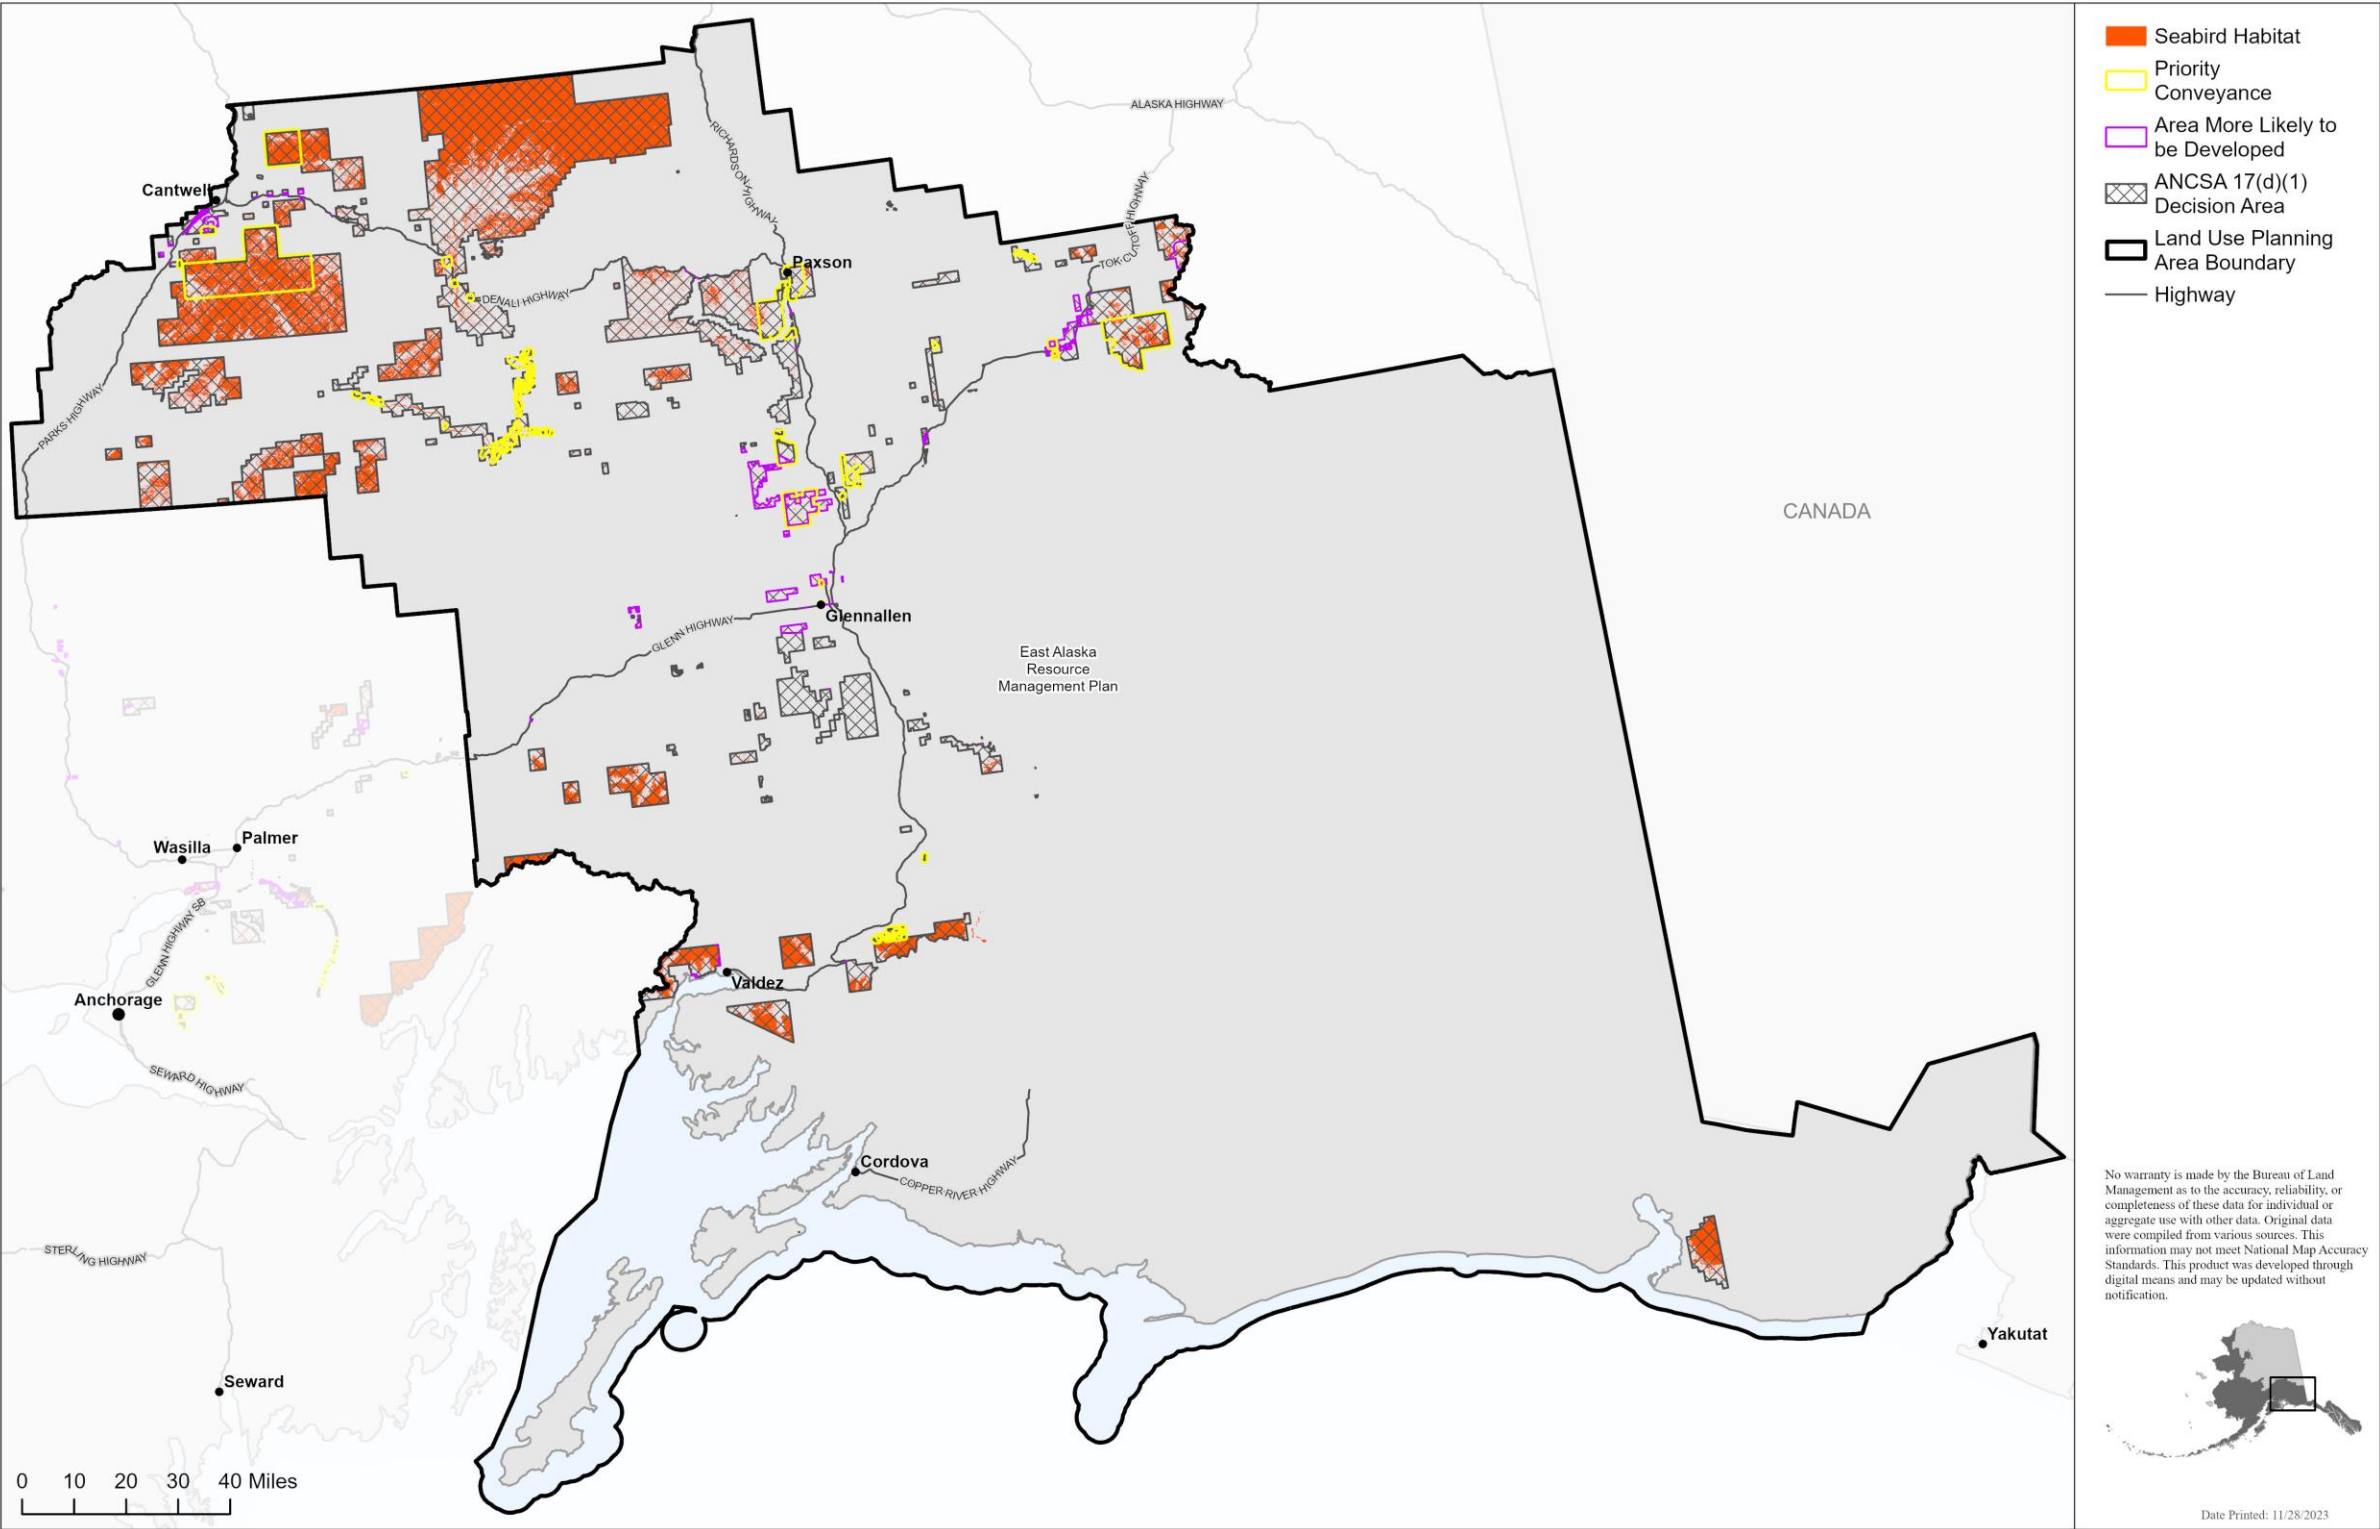 ALASKA HIGHWAY
RICHARDSON HIGHWAY
Cantwell
TOK CUTOFF HIGHWAY
Paxson
DENALI HIGHWAY
PARKS HIGHWAY
CANADA
Glennallen
GLENN HIGHWAY
East Alaska
Resource
Management Plan
Palmer
Wasilla
GLENN HIGHWAY SB
Valdez
Anchorage
SEWARD HIGHWAY
Cordova
COPPER RIVER HIGHWAY
STERLING HIGHWAY
Yakutat
Seward
0 10 20 30 40 Miles
Seabird Habitat
Priority
Conveyance
Area More Likely to
be Developed
ANCSA 17(d)(1)
Decision Area
Land Use Planning
Area Boundary
Highway
No warranty is made by the Bureau of Land
Management as to the accuracy, reliability, or
completeness of these data for individual or
aggregate use with other data. Original data
were compiled from various sources. This
information may not meet National Map Accuracy
Standards. This product was developed through
digital means and may be updated without
notification.
Date Printed: 11/28/2023